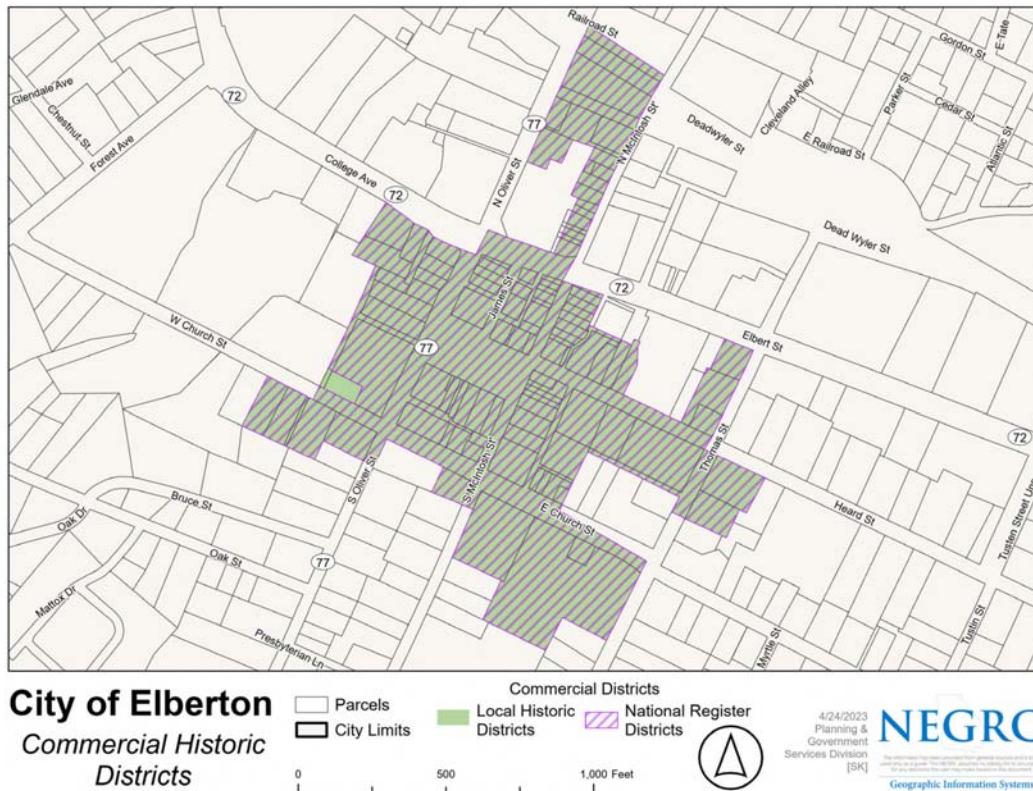 Railroad St
Gordon St
E Tate
Glendale Ave
Chestnut St
Forest Ave
72
77
N McIntosh St
Deadwyler St
Cleveland Alley
Parker St
Cedar St
E Railroad St
Atlantic St
College Ave
72
N Oliver St
Dead Wyler St
72
James St
W Church St
77
Elbert St
72
Thomas St
S McIntosh St
S Oliver St
Heard St
E Church St
Bruce St
Oak Dr
Oak St
77
Mattox Dr
Presbyterian Ln
Myrtle St
Tustin St
City of Elberton
Commercial Historic
Districts
Parcels
City Limits
Commercial Districts
Local Historic
Districts
National Register
Districts
0 500 1,000 Feet
4/24/2023
Planning &
Government
Services Division
[SK]
NEGRC
Geographic Information Systems